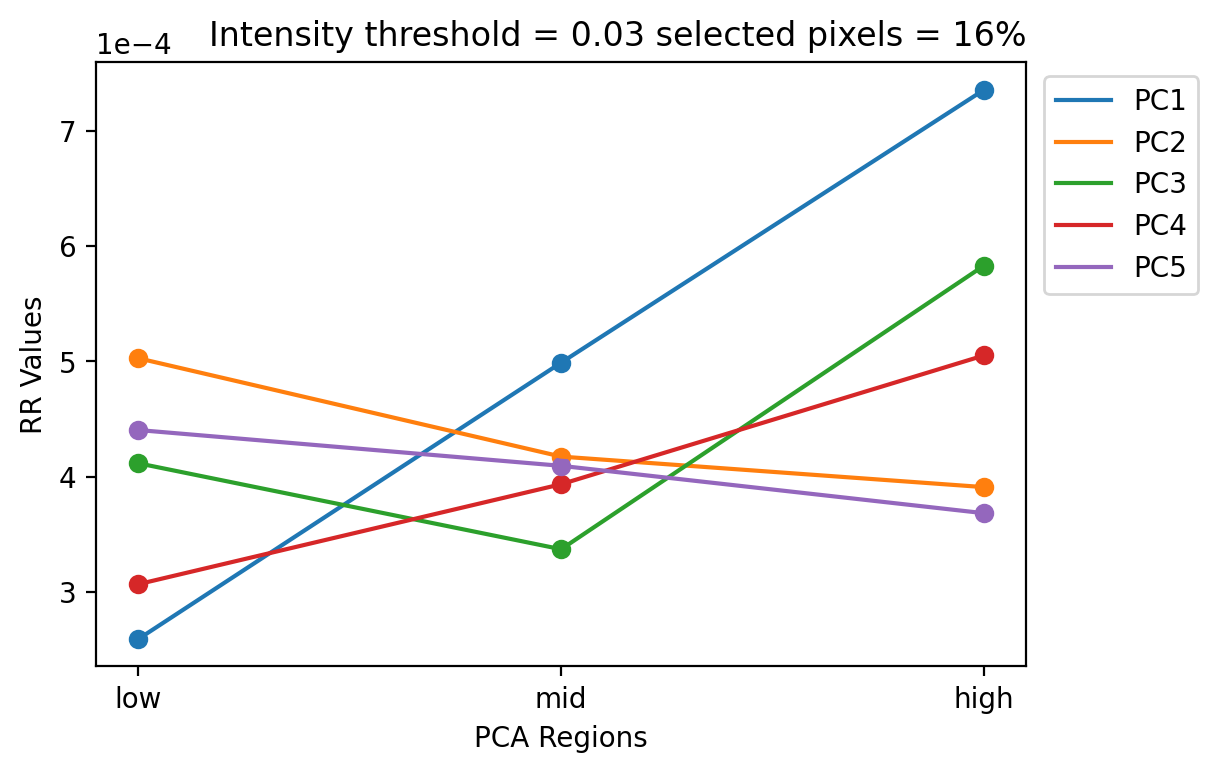 Intensity threshold = 0.03 selected pixels = 16%
1e−4
7
6
5
4
3
RR Values
low
mid
high
PCA Regions
PC1
PC2
PC3
PC4
PC5